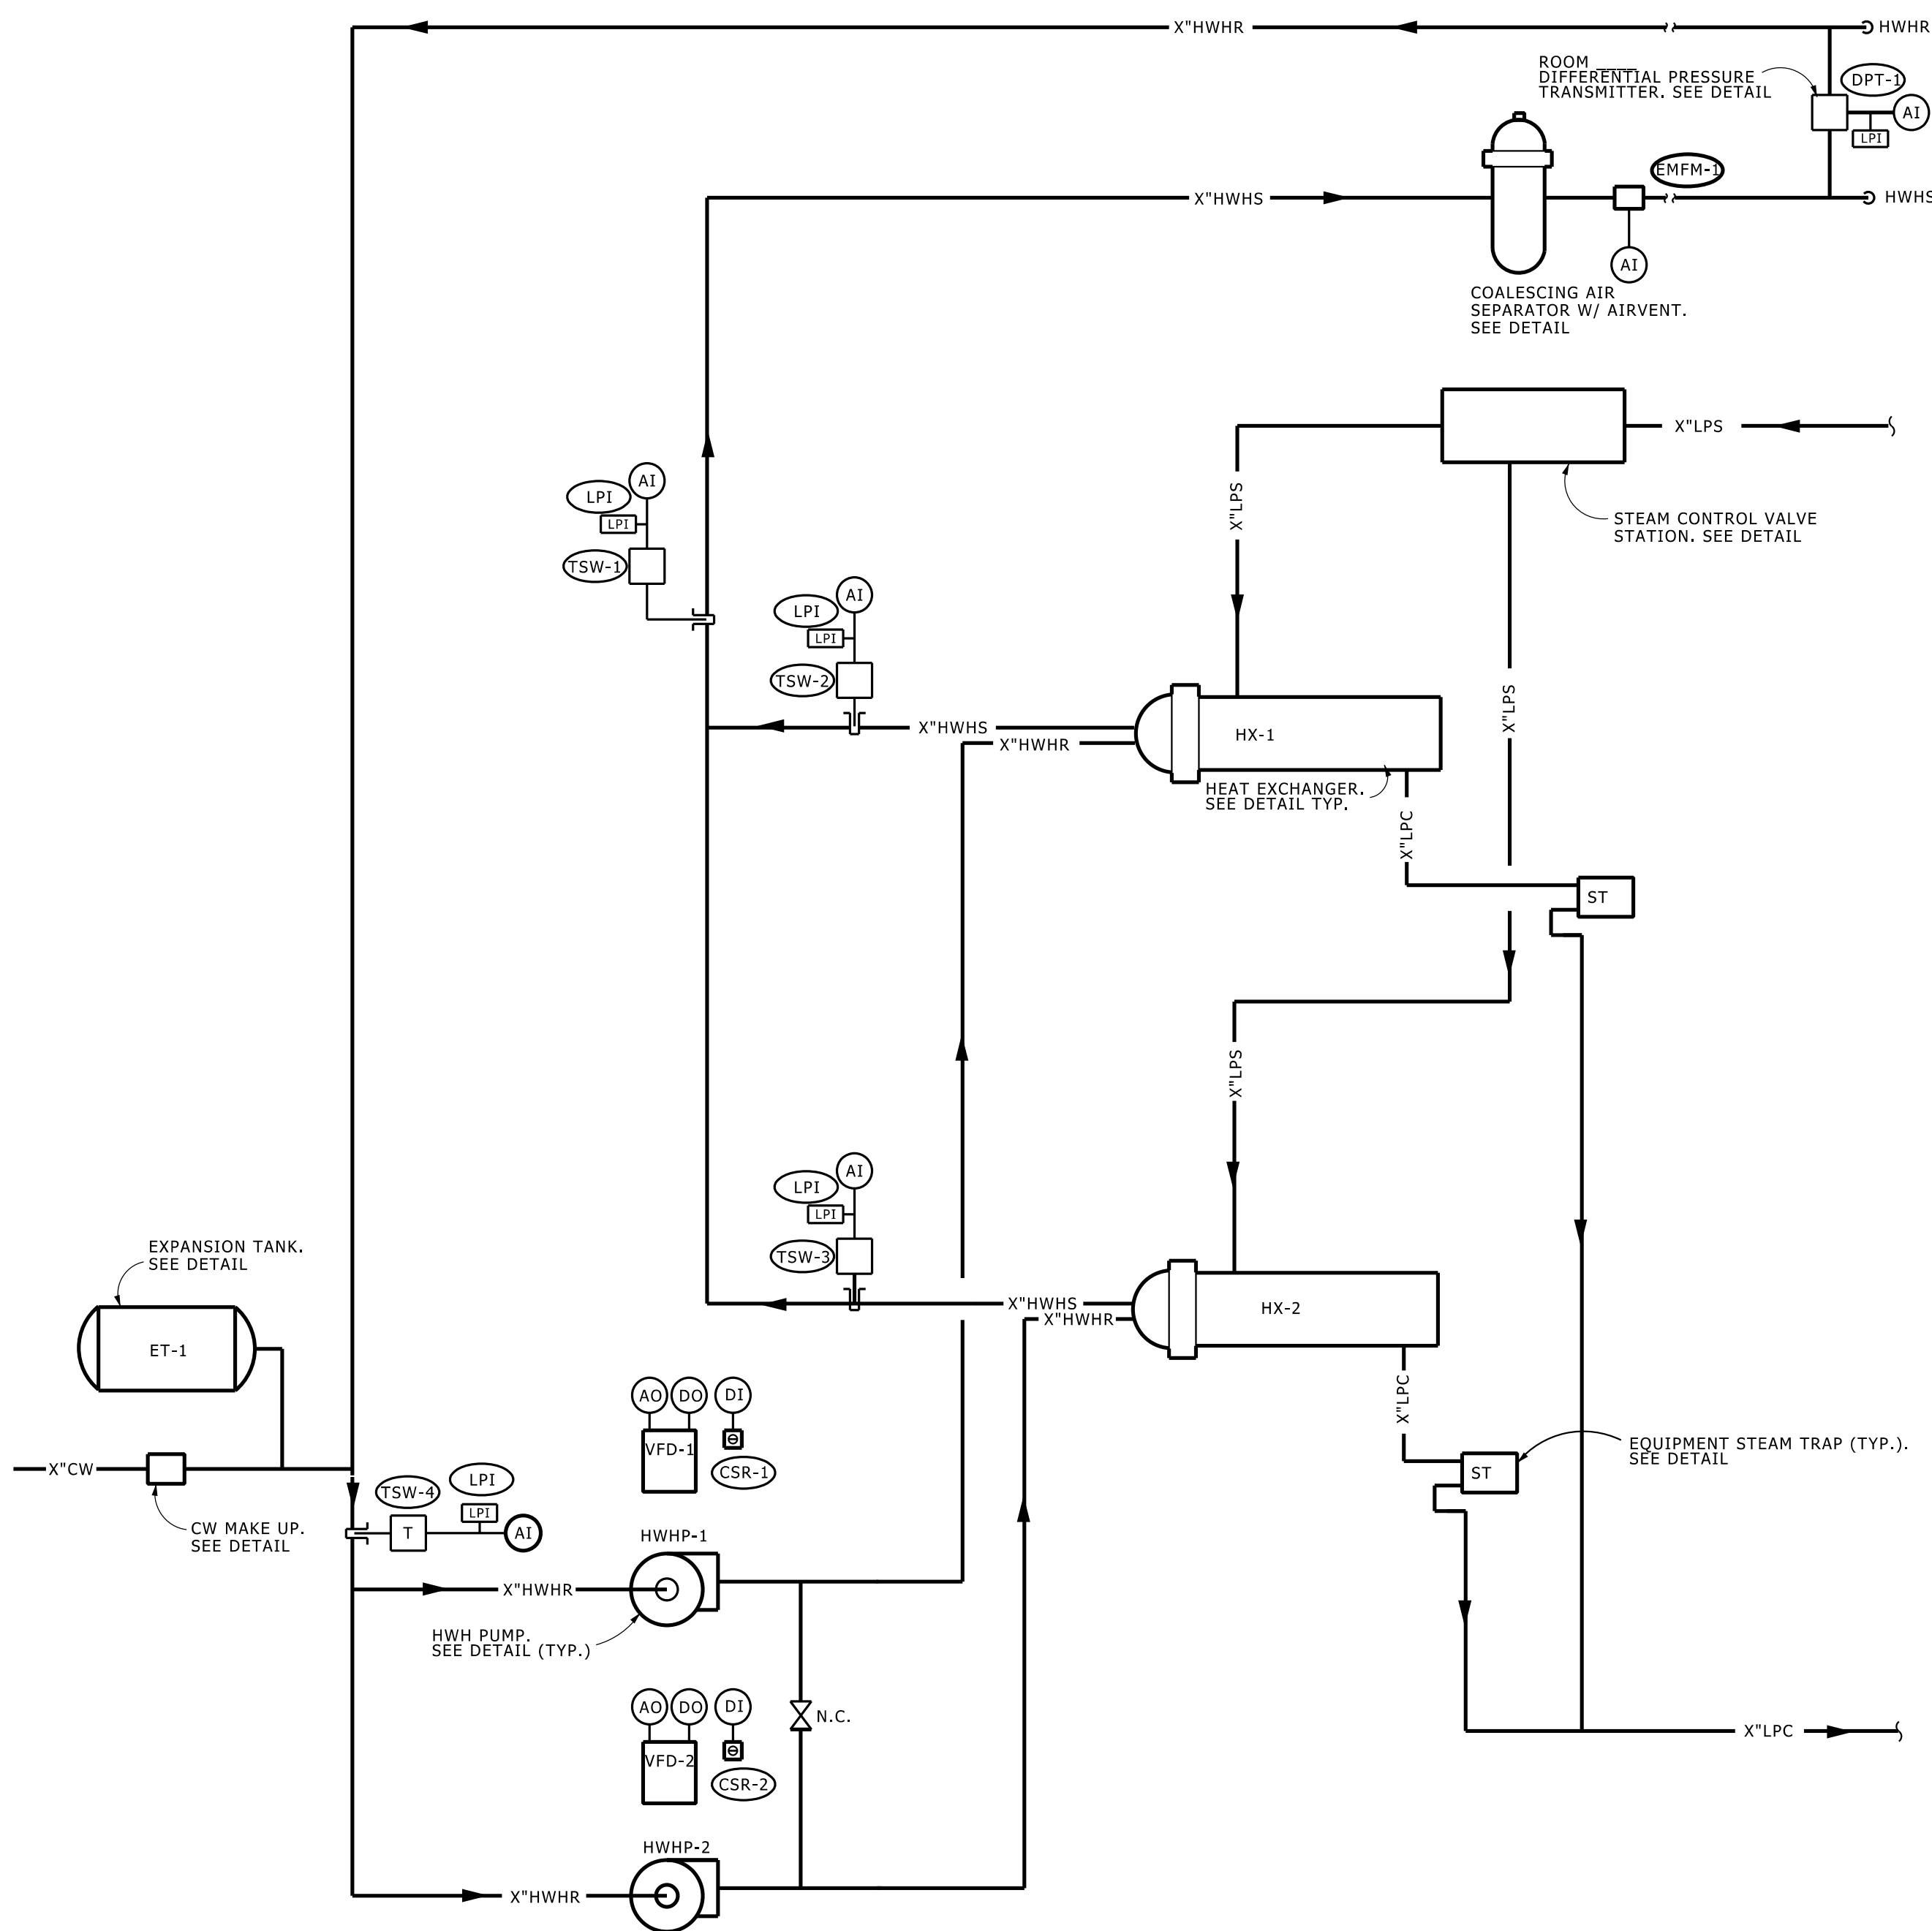 X"HWHR
HWHR
ROOM ____
DIFFERENTIAL PRESSURE
TRANSMITTER. SEE DETAIL
DPT-1
AI
LPI
EMFM-1
X"HWHS
HWHS
AI
COALESCING AIR
SEPARATOR W/ AIRVENT.
SEE DETAIL
X"LPS
X"LPS
STEAM CONTROL VALVE
STATION. SEE DETAIL
AI
LPI
LPI
TSW-1
AI
LPI
LPI
TSW-2
X"LPS
X"HWHS
X"HWHR
HX-1
HEAT EXCHANGER.
SEE DETAIL TYP.
X"LPC
ST
X"LPS
AI
LPI
LPI
TSW-3
EXPANSION TANK.
SEE DETAIL
ET-1
X"HWHS
X"HWHR
HX-2
X"LPC
AO
DO
DI
VFD-1
CSR-1
EQUIPMENT STEAM TRAP (TYP.).
SEE DETAIL
ST
X"CW
TSW-4
LPI
LPI
T
AI
CW MAKE UP.
SEE DETAIL
HWHP-1
X"HWHR
HWH PUMP.
SEE DETAIL (TYP.)
AO
DO
DI
N.C.
VFD-2
CSR-2
X"LPC
HWHP-2
X"HWHR